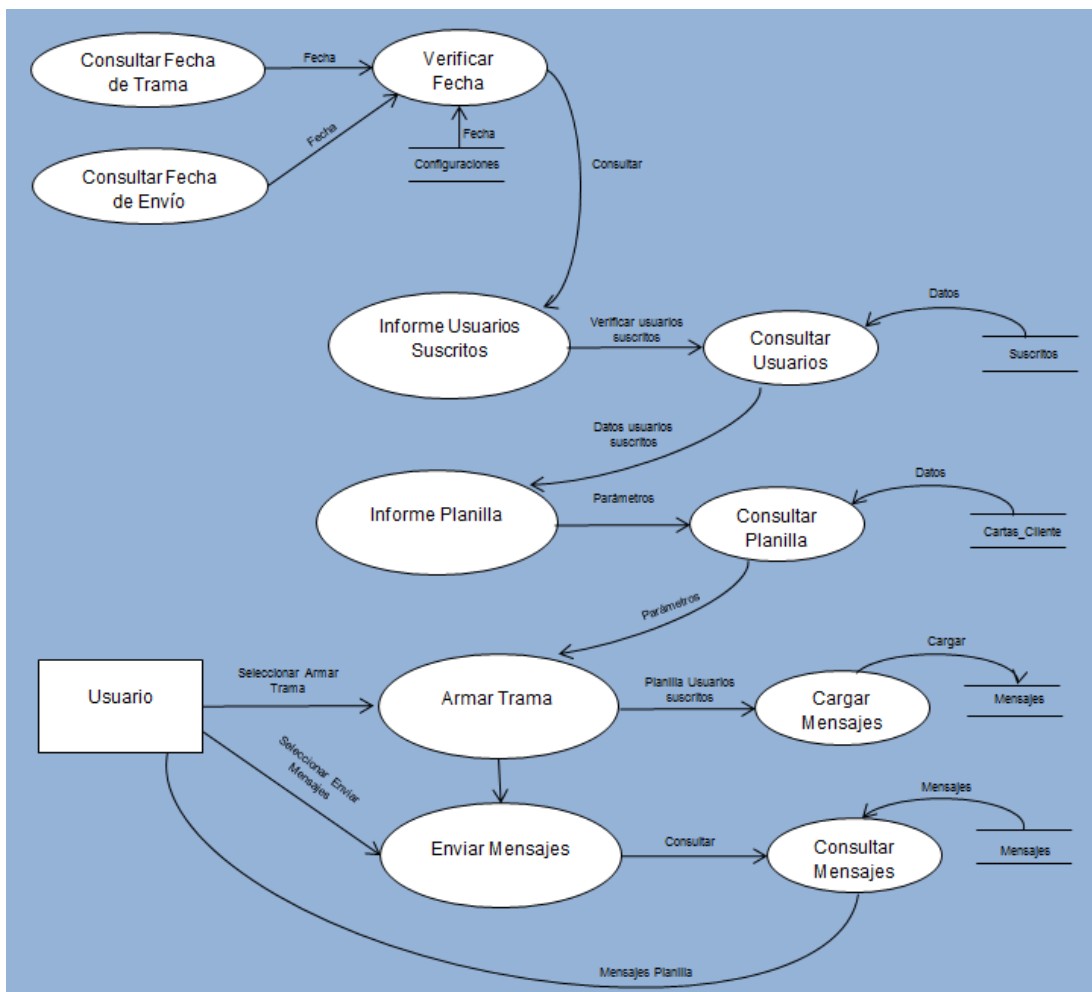 Consultar Fecha
de Trama
Fecha
Verificar
Fecha
Fecha
Fecha
Configuraciones
Consultar
Consultar Fecha
de Envío
Informe Usuarios
Suscritos
Verificar usuarios
suscritos
Consultar
Usuarios
Datos
Suscritos
Datos usuarios
suscritos
Informe Planilla
Parámetros
Consultar
Planilla
Datos
Cartas_Cliente
Parámetros
Usuario
Seleccionar Armar
Trama
Armar Trama
Planilla Usuarios
suscritos
Cargar
Mensajes
Cargar
Mensajes
Seleccionar Enviar
Mensajes
Enviar Mensajes
Consultar
Consultar
Mensajes
Mensajes
Mensajes
Mensajes Planilla